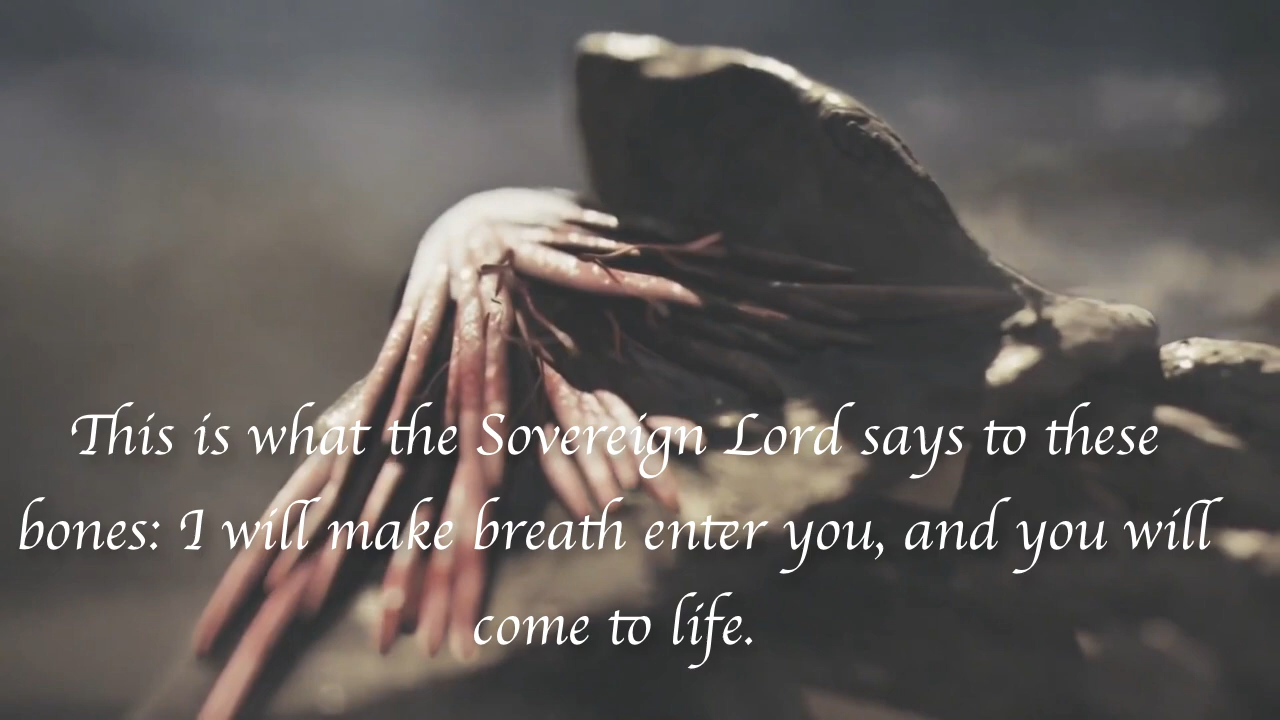 This is what the Sovereign Lord says to these
bones: I will make breath enter you, and you will
come to life.